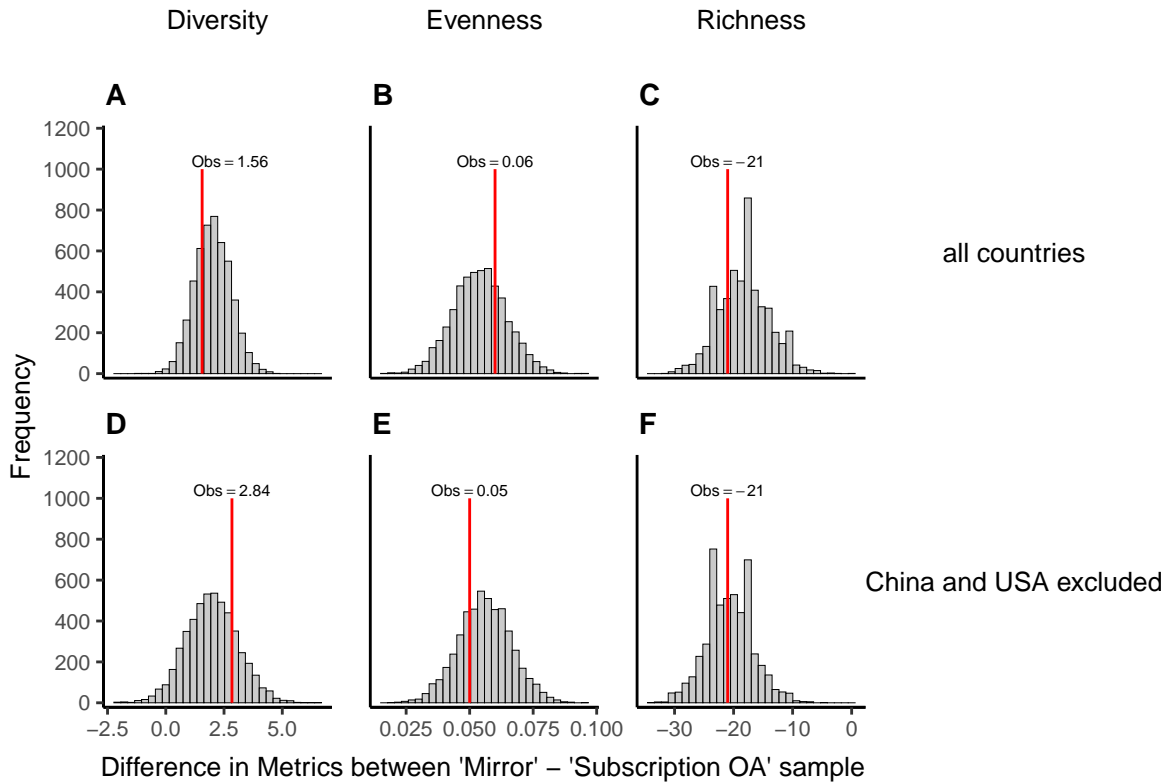 Diversity Evenness Richness
A B C
1200
1000
800
600
400
200
0
Obs = 1.56 Obs = 0.06 Obs = −21
all countries
Frequency
D E F
1200
1000
800
600
400
200
0
Obs = 2.84 Obs = 0.05 Obs = −21
China and USA excluded
−2.5 0.0 2.5 5.0 0.025 0.050 0.075 0.100 −30 −20 −10 0
Difference in Metrics between 'Mirror' − 'Subscription OA' sample